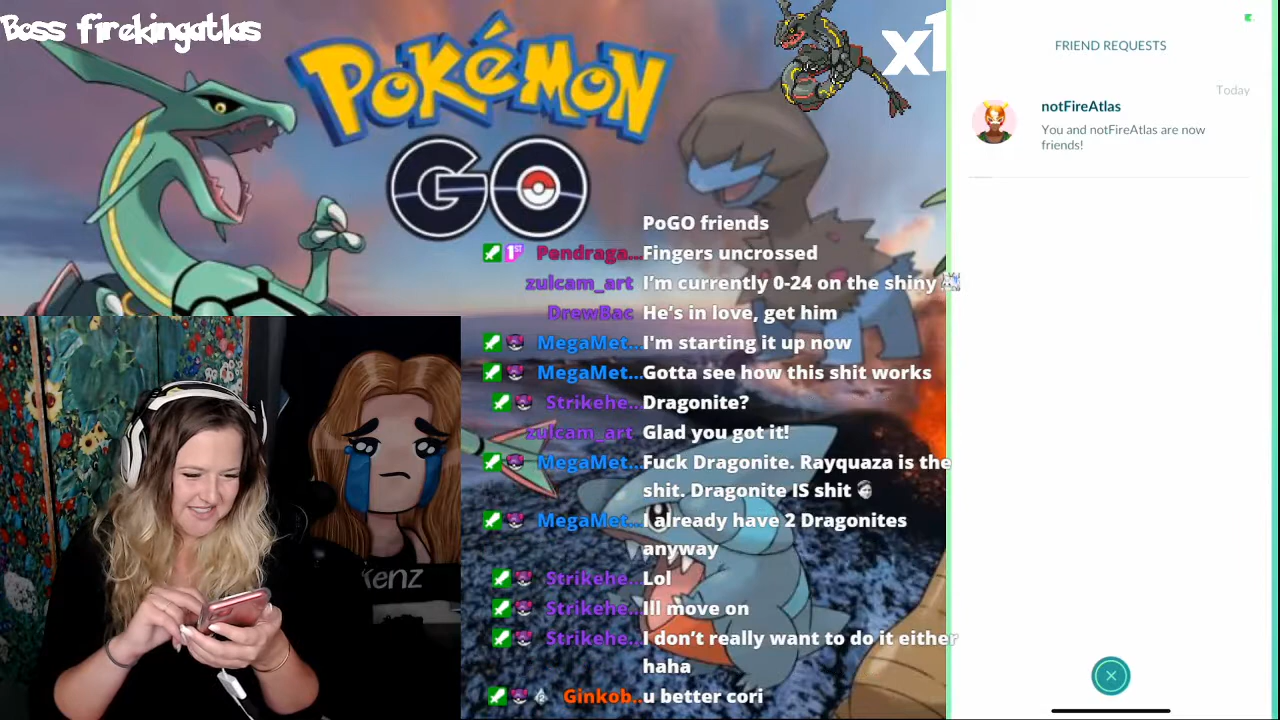 Boss firekingatlas
POKÉMON
GO
x1
FRIEND REQUESTS
Today
notFireAtlas
You and notFireAtlas are now
friends!
PoGO friends
1ST Pendraga... Fingers uncrossed
zulcam_art I'm currently 0-24 on the shiny
DrewBac He's in love, get him
MegaMet... I'm starting it up now
MegaMet... Gotta see how this shit works
Strikehe... Dragonite?
zulcam_art Glad you got it!
MegaMet... Fuck Dragonite. Rayquaza is the
shit. Dragonite IS shit
MegaMet... I already have 2 Dragonites
anyway
Strikehe... Lol
Strikehe... Ill move on
Strikehe... I don't really want to do it either
haha
Ginkob... u better cori
kenz